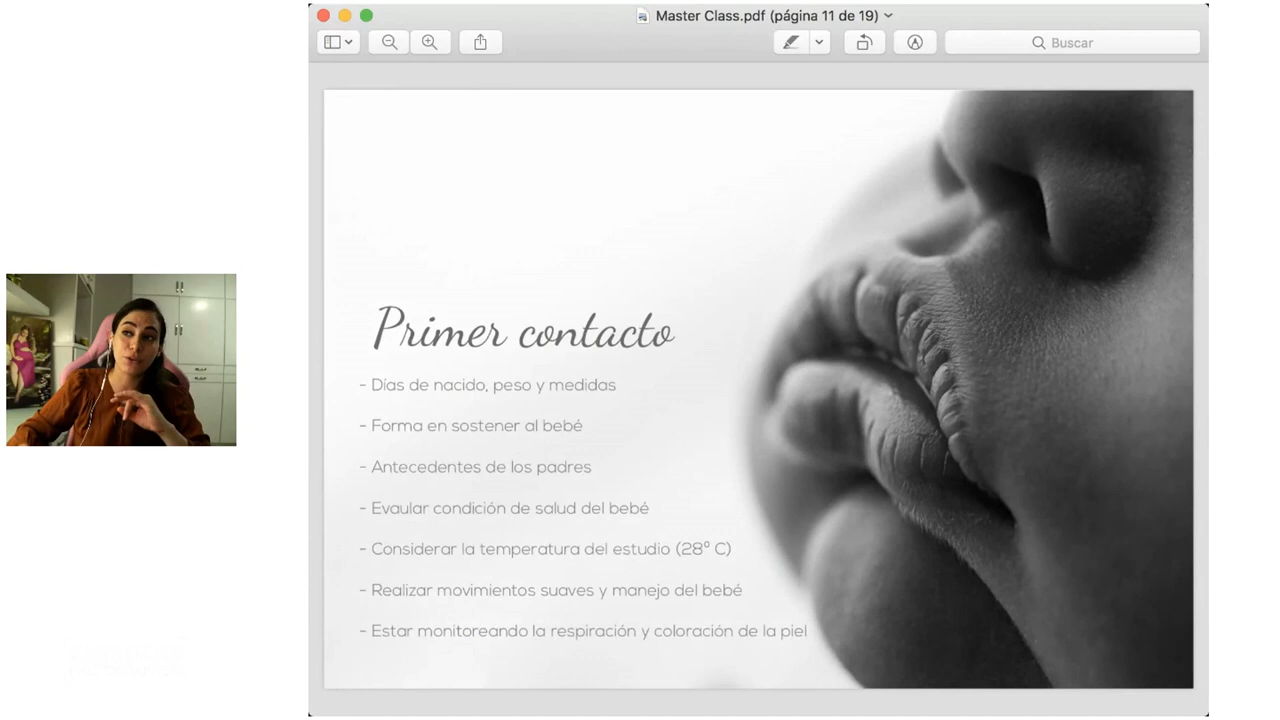 Master Class.pdf (página 11 de 19)
Buscar
Primer contacto
- Días de nacido, peso y medidas
- Forma en sostener al bebé
- Antecedentes de los padres
- Evaular condición de salud del bebé
- Considerar la temperatura del estudio (28º C)
- Realizar movimientos suaves y manejo del bebé
- Estar monitoreando la respiración y coloración de la piel